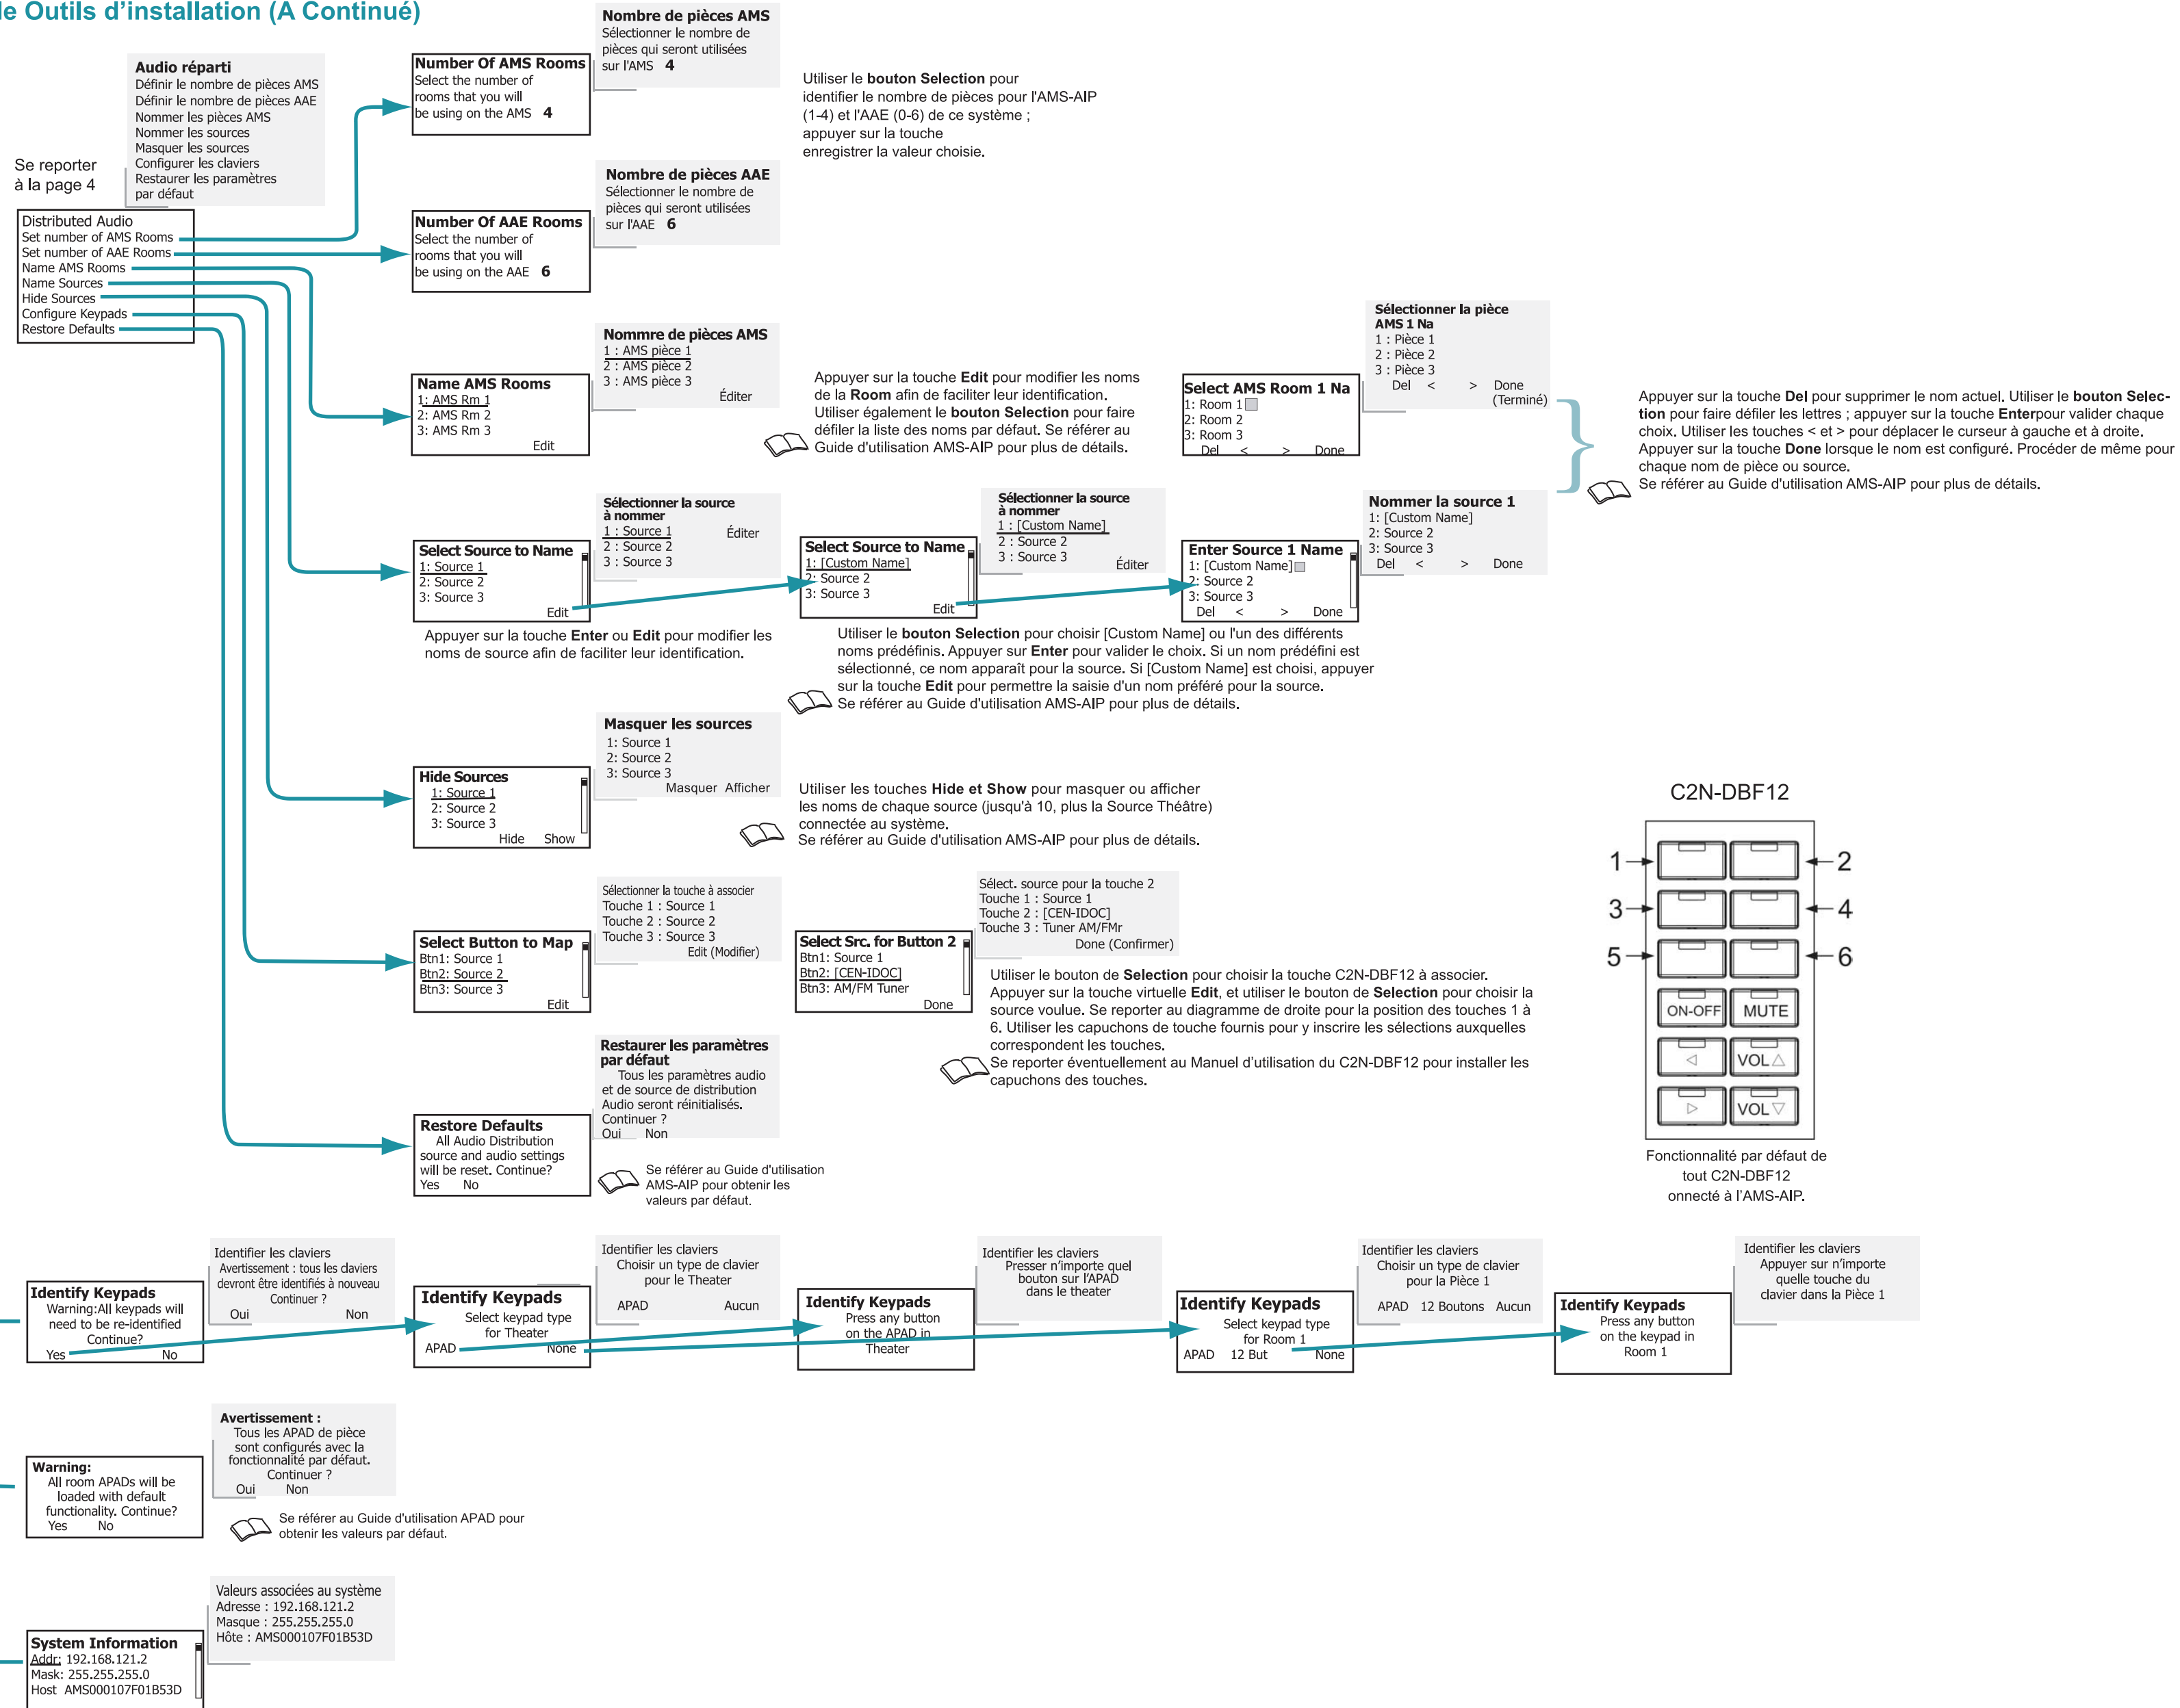 le Outils d'installation (A Continué)
Audio réparti
Définir le nombre de pièces AMS
Définir le nombre de pièces AAE
Nommer les pièces AMS
Nommer les sources
Masquer les sources
Configurer les claviers
Restaurer les paramètres
par défaut
Se reporter
à la page 4
Distributed Audio
Set number of AMS Rooms
Set number of AAE Rooms
Name AMS Rooms
Name Sources
Hide Sources
Configure Keypads
Restore Defaults
Number Of AMS Rooms
Select the number of
rooms that you will
be using on the AMS 4
Nombre de pièces AMS
Sélectionner le nombre de
pièces qui seront utilisées
sur l'AMS 4
Utiliser le bouton Selection pour
identifier le nombre de pièces pour l'AMS-AIP
(1-4) et l'AAE (0-6) de ce système ;
appuyer sur la touche
enregistrer la valeur choisie.
Number Of AAE Rooms
Select the number of
rooms that you will
be using on the AAE 6
Nombre de pièces AAE
Sélectionner le nombre de
pièces qui seront utilisées
sur l'AAE 6
Name AMS Rooms
1: AMS Rm 1
2: AMS Rm 2
3: AMS Rm 3
Edit
Nommre de pièces AMS
1 : AMS pièce 1
2 : AMS pièce 2
3 : AMS pièce 3
Éditer
Appuyer sur la touche Edit pour modifier les noms
de la Room afin de faciliter leur identification.
Utiliser également le bouton Selection pour faire
défiler la liste des noms par défaut. Se référer au
Guide d'utilisation AMS-AIP pour plus de détails.
Select AMS Room 1 Na
1: Room 1
2: Room 2
3: Room 3
Del < > Done
Sélectionner la pièce
AMS 1 Na
1 : Pièce 1
2 : Pièce 2
3 : Pièce 3
Del < > Done
(Terminé)
Appuyer sur la touche Del pour supprimer le nom actuel. Utiliser le bouton Selec-
tion pour faire défiler les lettres ; appuyer sur la touche Enterpour valider chaque
choix. Utiliser les touches < et > pour déplacer le curseur à gauche et à droite.
Appuyer sur la touche Done lorsque le nom est configuré. Procéder de même pour
chaque nom de pièce ou source.
Se référer au Guide d'utilisation AMS-AIP pour plus de détails.
Select Source to Name
1: Source 1
2: Source 2
3: Source 3
Edit
Sélectionner la source
à nommer
1 : Source 1 Éditer
2 : Source 2
3 : Source 3
Appuyer sur la touche Enter ou Edit pour modifier les
noms de source afin de faciliter leur identification.
Select Source to Name
1: [Custom Name]
2: Source 2
3: Source 3
Edit
Sélectionner la source
à nommer
1 : [Custom Name]
2 : Source 2
3 : Source 3
Éditer
Enter Source 1 Name
1: [Custom Name]
2: Source 2
3: Source 3
Del < > Done
Nommer la source 1
1: [Custom Name]
2: Source 2
3: Source 3
Del < > Done
Utiliser le bouton Selection pour choisir [Custom Name] ou l'un des différents
noms prédéfinis. Appuyer sur Enter pour valider le choix. Si un nom prédéfini est
sélectionné, ce nom apparaît pour la source. Si [Custom Name] est choisi, appuyer
sur la touche Edit pour permettre la saisie d'un nom préféré pour la source.
Se référer au Guide d'utilisation AMS-AIP pour plus de détails.
Hide Sources
1: Source 1
2: Source 2
3: Source 3
Hide Show
Masquer les sources
1: Source 1
2: Source 2
3: Source 3
Masquer Afficher
Utiliser les touches Hide et Show pour masquer ou afficher
les noms de chaque source (jusqu'à 10, plus la Source Théâtre)
connectée au système.
Se référer au Guide d'utilisation AMS-AIP pour plus de détails.
Select Button to Map
Btn1: Source 1
Btn2: Source 2
Btn3: Source 3
Edit
Sélectionner la touche à associer
Touche 1 : Source 1
Touche 2 : Source 2
Touche 3 : Source 3
Edit (Modifier)
Select Src. for Button 2
Btn1: Source 1
Btn2: [CEN-IDOC]
Btn3: AM/FM Tuner
Done
Sélect. source pour la touche 2
Touche 1 : Source 1
Touche 2 : [CEN-IDOC]
Touche 3 : Tuner AM/FMr
Done (Confirmer)
Utiliser le bouton de Selection pour choisir la touche C2N-DBF12 à associer.
Appuyer sur la touche virtuelle Edit, et utiliser le bouton de Selection pour choisir la
source voulue. Se reporter au diagramme de droite pour la position des touches 1 à
6. Utiliser les capuchons de touche fournis pour y inscrire les sélections auxquelles
correspondent les touches.
Se reporter éventuellement au Manuel d'utilisation du C2N-DBF12 pour installer les
capuchons des touches.
Restore Defaults
All Audio Distribution
source and audio settings
will be reset. Continue?
Yes No
Restaurer les paramètres
par défaut
Tous les paramètres audio
et de source de distribution
Audio seront réinitialisés.
Continuer ?
Oui Non
Se référer au Guide d'utilisation
AMS-AIP pour obtenir les
valeurs par défaut.
C2N-DBF12
1 2
3 4
5 6
ON-OFF MUTE
◁ VOL △
▷ VOL ▽
Fonctionnalité par défaut de
tout C2N-DBF12
onnecté à l'AMS-AIP.
Identify Keypads
Warning:All keypads will
need to be re-identified
Continue?
Yes No
Identifier les claviers
Avertissement : tous les claviers
devront être identifiés à nouveau
Continuer ?
Oui Non
Identify Keypads
Select keypad type
for Theater
APAD None
Identifier les claviers
Choisir un type de clavier
pour le Theater
APAD Aucun
Identify Keypads
Press any button
on the APAD in
Theater
Identifier les claviers
Presser n'importe quel
bouton sur l'APAD
dans le theater
Identify Keypads
Select keypad type
for Room 1
APAD 12 But None
Identifier les claviers
Choisir un type de clavier
pour la Pièce 1
APAD 12 Boutons Aucun
Identify Keypads
Press any button
on the keypad in
Room 1
Identifier les claviers
Appuyer sur n'importe
quelle touche du
clavier dans la Pièce 1
Warning:
All room APADs will be
loaded with default
functionality. Continue?
Yes No
Avertissement :
Tous les APAD de pièce
sont configurés avec la
fonctionnalité par défaut.
Continuer ?
Oui Non
Se référer au Guide d'utilisation APAD pour
obtenir les valeurs par défaut.
System Information
Addr: 192.168.121.2
Mask: 255.255.255.0
Host AMS000107F01B53D
Valeurs associées au système
Adresse : 192.168.121.2
Masque : 255.255.255.0
Hôte : AMS000107F01B53D